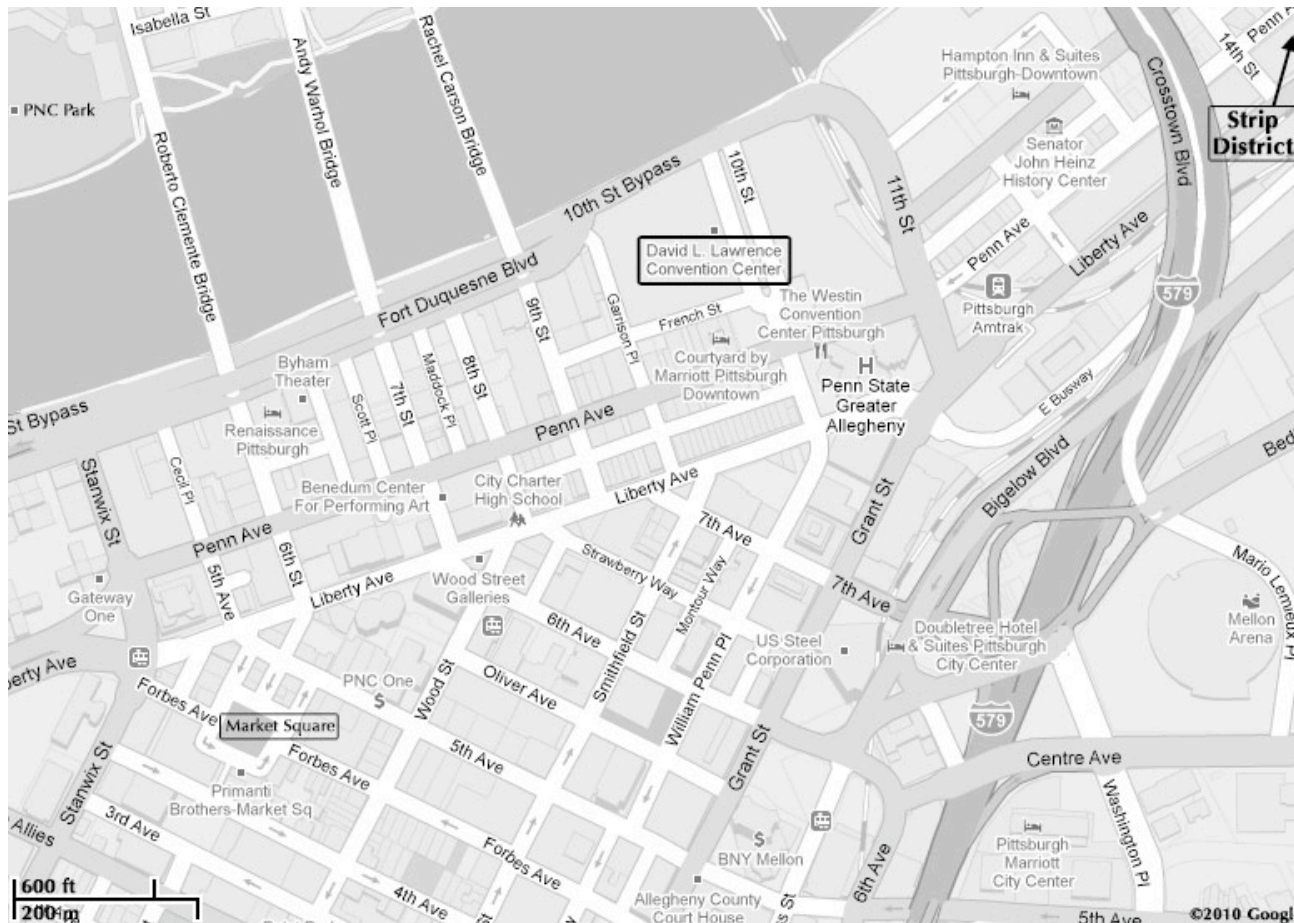 Isabella St
PNC Park
Roberto Clemente Bridge
Andy Warhol Bridge
Rachel Carson Bridge
10th St Bypass
Fort Duquesne Blvd
St Bypass
Hampton Inn & Suites
Pittsburgh-Downtown
Senator
John Heinz
History Center
Crosstown Blvd
14th St
Penn Ave
Strip
District
10th St
11th St
Penn Ave
Liberty Ave
579
David L. Lawrence
Convention Center
The Westin
Convention
Center Pittsburgh
Pittsburgh
Amtrak
French St
Garrison Pl
9th St
Courtyard by
Marriott Pittsburgh
Downtown
H
Penn State
Greater
Allegheny
E Busway
Bigelow Blvd
Byham
Theater
Renaissance
Pittsburgh
Scott Pl
7th St
Maddock Pl
8th St
Penn Ave
Cecil Pl
Stanwix St
Benedum Center
For Performing Art
City Charter
High School
Liberty Ave
Grant St
Bed
Penn Ave
5th Ave
6th St
Liberty Ave
Wood Street
Galleries
Strawberry Way
7th Ave
Montour Way
7th Ave
Gateway
One
6th Ave
Smithfield St
William Penn Pl
US Steel
Corporation
Doubletree Hotel
& Suites Pittsburgh
City Center
Mario Lemieux Pl
Mellon
Arena
berty Ave
PNC One
$
Wood St
Oliver Ave
Forbes Ave
Market Square
579
Forbes Ave
5th Ave
Grant St
Centre Ave
Stanwix St
Primanti
Brothers-Market Sq
3rd Ave
Allies
Forbes Ave
4th Ave
$
BNY Mellon
Allegheny County
Court House
6th Ave
Washington Pl
Pittsburgh
Marriott
City Center
5th Ave
600 ft
200 m
©2010 Googl